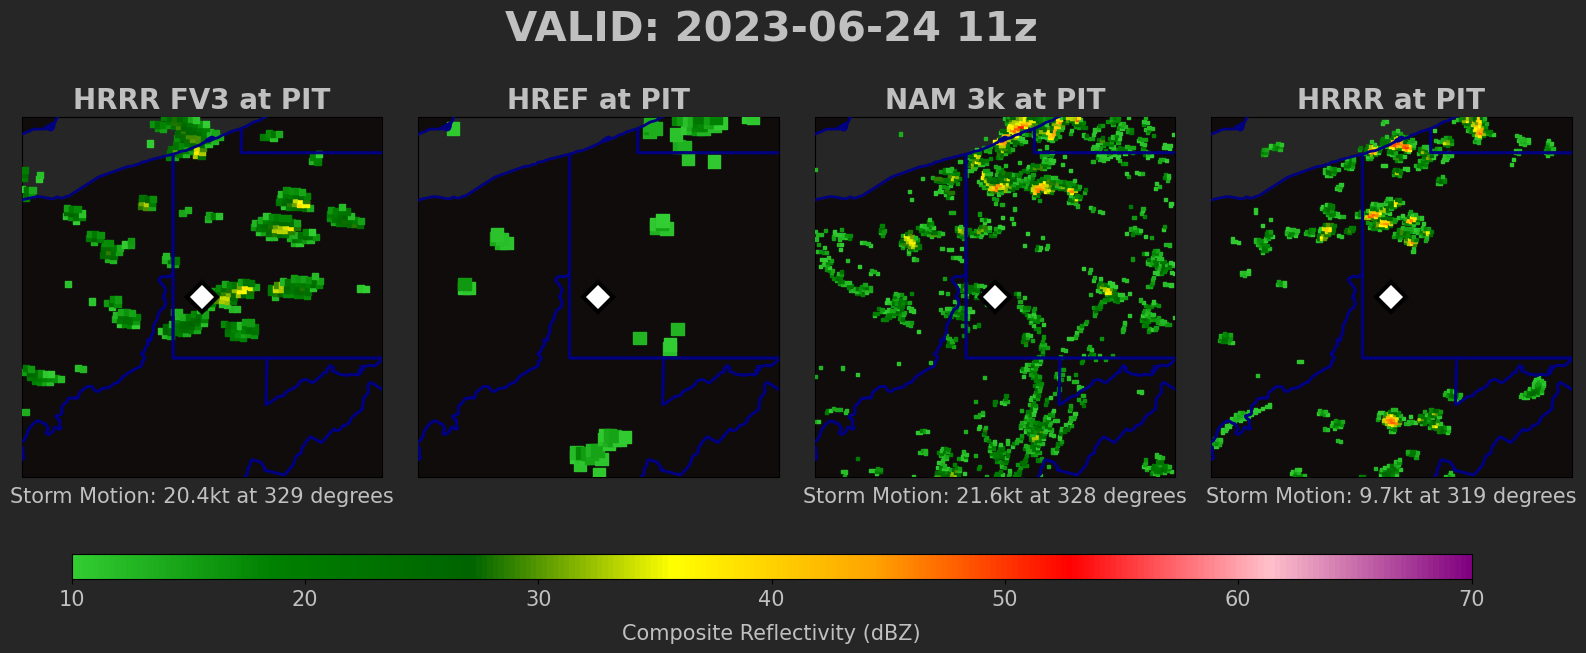 VALID: 2023-06-24 11z
HRRR FV3 at PIT
HREF at PIT
NAM 3k at PIT
HRRR at PIT
Storm Motion: 20.4kt at 329 degrees
Storm Motion: 21.6kt at 328 degrees
Storm Motion: 9.7kt at 319 degrees
10 20 30 40 50 60 70
Composite Reflectivity (dBZ)